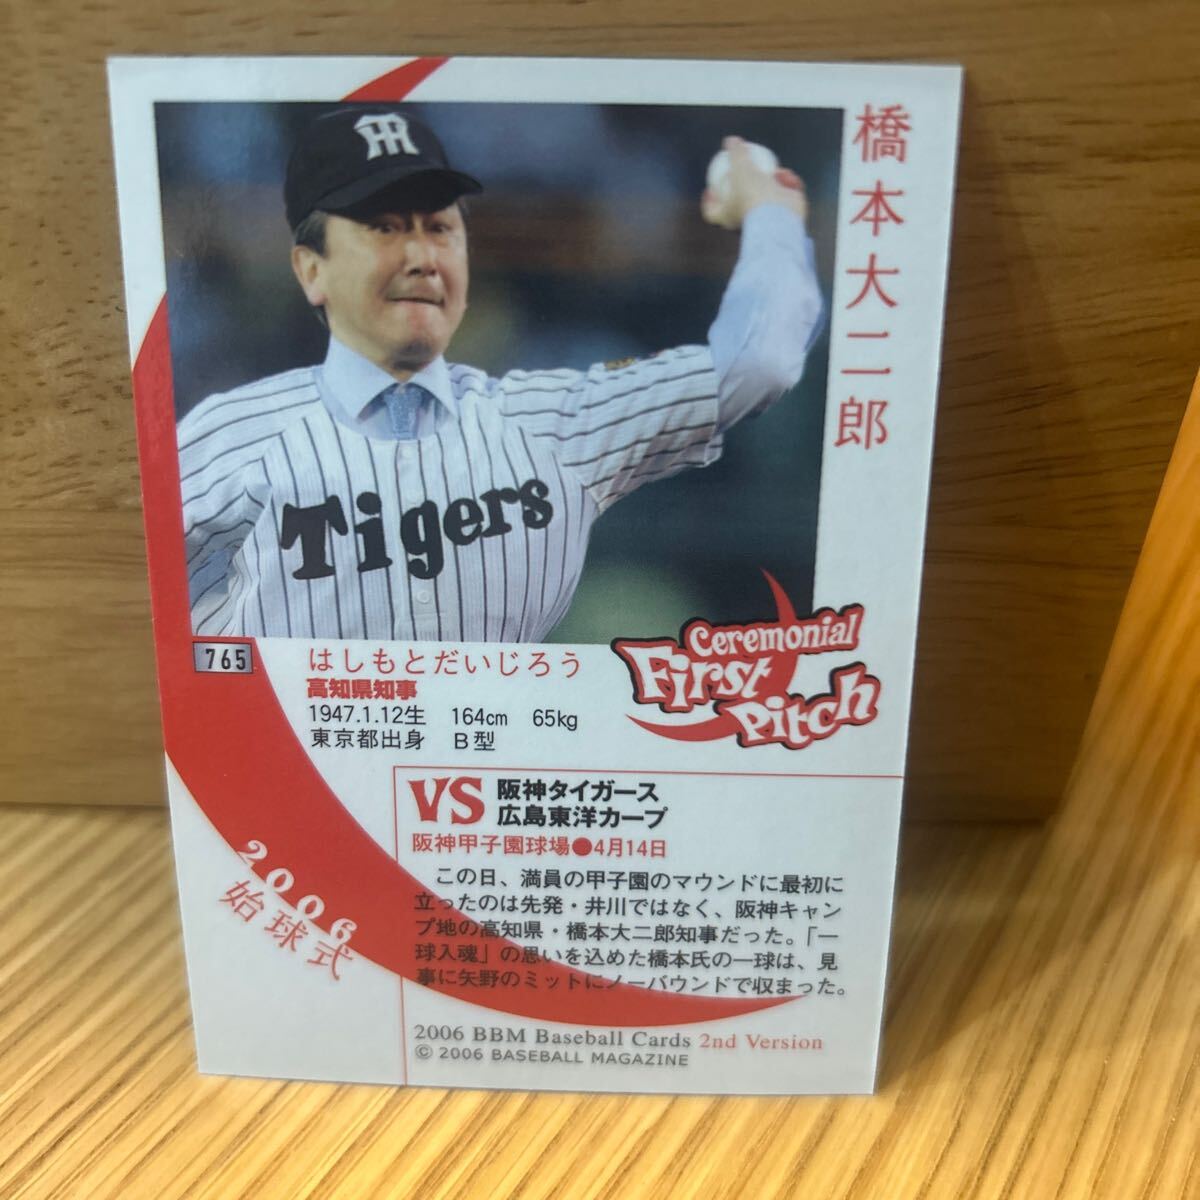 橋本大二郎
Tigers
Ceremonial
First
Pitch
765
はしもとだいじろう
高知県知事
1947.1.12生 164cm 65kg
東京都出身 B型
VS 阪神タイガース
広島東洋カープ
阪神甲子園球場●4月14日
この日、満員の甲子園のマウンドに最初に
立ったのは先発・井川ではなく、阪神キャン
プ地の高知県・橋本大二郎知事だった。「一
球入魂」の思いを込めた橋本氏の一球は、見
事に矢野のミットにノーバウンドで収まった。
2006
始球式
2006 BBM Baseball Cards 2nd Version
© 2006 BASEBALL MAGAZINE